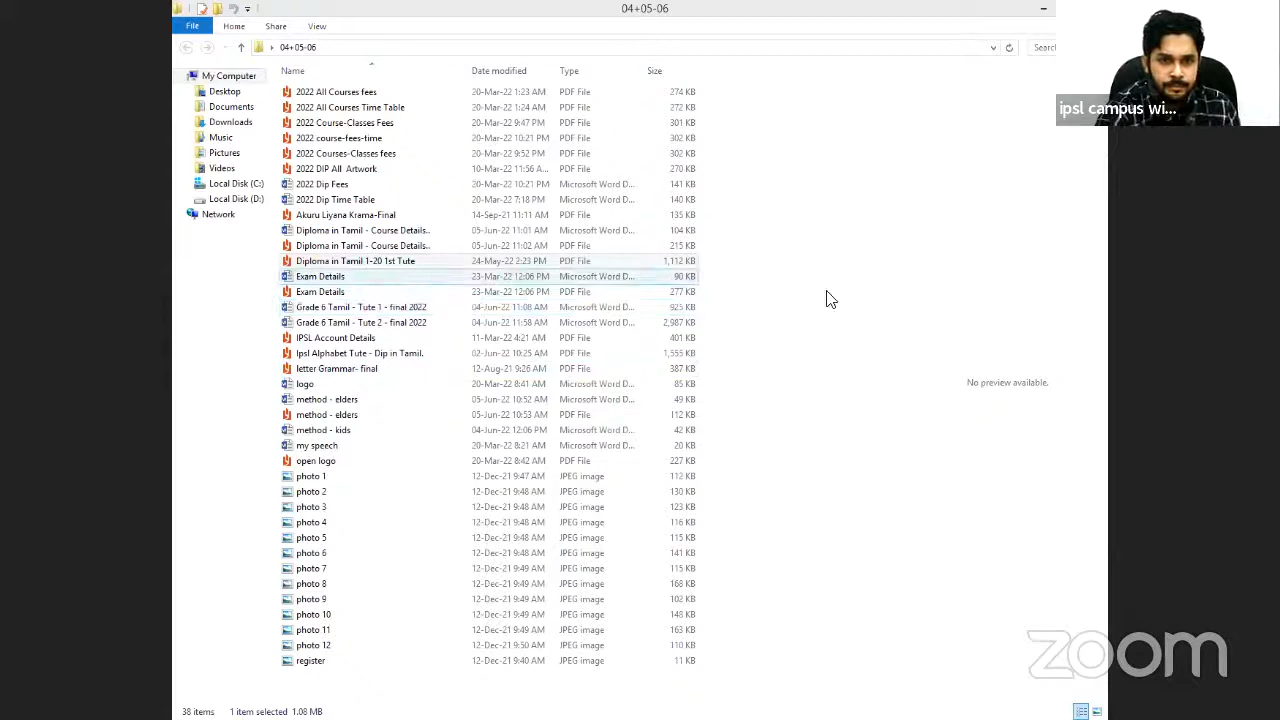 04+05-06
File Home Share View
04+05-06 Search
Name Date modified Type Size
My Computer
Desktop
Documents
Downloads
Music
Pictures
Videos
Local Disk (C:)
Local Disk (D:)
Network
2022 All Courses fees 20-Mar-22 1:23 AM PDF File 274 KB
2022 All Courses Time Table 20-Mar-22 1:24 AM PDF File 272 KB
2022 Course-Classes Fees 20-Mar-22 9:47 PM PDF File 301 KB
2022 course-fees-time 20-Mar-22 10:21 PM PDF File 302 KB
2022 Courses-Classes fees 20-Mar-22 9:52 PM PDF File 302 KB
2022 DIP All Artwork 10-Mar-22 11:56 A... PDF File 270 KB
2022 Dip Fees 20-Mar-22 10:21 PM Microsoft Word D... 141 KB
2022 Dip Time Table 20-Mar-22 7:18 PM Microsoft Word D... 140 KB
Akuru Liyana Krama-Final 14-Sep-21 11:11 AM PDF File 135 KB
Diploma in Tamil - Course Details.. 05-Jun-22 11:01 AM Microsoft Word D... 104 KB
Diploma in Tamil - Course Details.. 05-Jun-22 11:02 AM PDF File 215 KB
Diploma in Tamil 1-20 1st Tute 24-May-22 2:23 PM PDF File 1,112 KB
Exam Details 23-Mar-22 12:06 PM Microsoft Word D... 90 KB
Exam Details 23-Mar-22 12:06 PM PDF File 277 KB
Grade 6 Tamil - Tute 1 - final 2022 04-Jun-22 11:08 AM Microsoft Word D... 925 KB
Grade 6 Tamil - Tute 2 - final 2022 04-Jun-22 11:58 AM Microsoft Word D... 2,987 KB
IPSL Account Details 11-Mar-22 4:21 AM PDF File 401 KB
Ipsl Alphabet Tute - Dip in Tamil. 02-Jun-22 10:25 AM PDF File 1,555 KB
letter Grammar- final 12-Aug-21 9:26 AM PDF File 387 KB
logo 20-Mar-22 8:41 AM Microsoft Word D... 85 KB
method - elders 05-Jun-22 10:52 AM Microsoft Word D... 49 KB
method - elders 05-Jun-22 10:53 AM PDF File 112 KB
method - kids 04-Jun-22 12:06 PM Microsoft Word D... 42 KB
my speech 20-Mar-22 8:21 AM Microsoft Word D... 20 KB
open logo 20-Mar-22 8:42 AM PDF File 227 KB
photo 1 12-Dec-21 9:47 AM JPEG image 112 KB
photo 2 12-Dec-21 9:48 AM JPEG image 130 KB
photo 3 12-Dec-21 9:48 AM JPEG image 123 KB
photo 4 12-Dec-21 9:48 AM JPEG image 116 KB
photo 5 12-Dec-21 9:48 AM JPEG image 115 KB
photo 6 12-Dec-21 9:48 AM JPEG image 141 KB
photo 7 12-Dec-21 9:49 AM JPEG image 115 KB
photo 8 12-Dec-21 9:49 AM JPEG image 168 KB
photo 9 12-Dec-21 9:49 AM JPEG image 102 KB
photo 10 12-Dec-21 9:49 AM JPEG image 148 KB
photo 11 12-Dec-21 9:49 AM JPEG image 163 KB
photo 12 12-Dec-21 9:50 AM JPEG image 110 KB
register 12-Dec-21 9:40 AM JPEG image 11 KB
No preview available.
ipsl campus wi...
zoom
38 items 1 item selected 1.08 MB